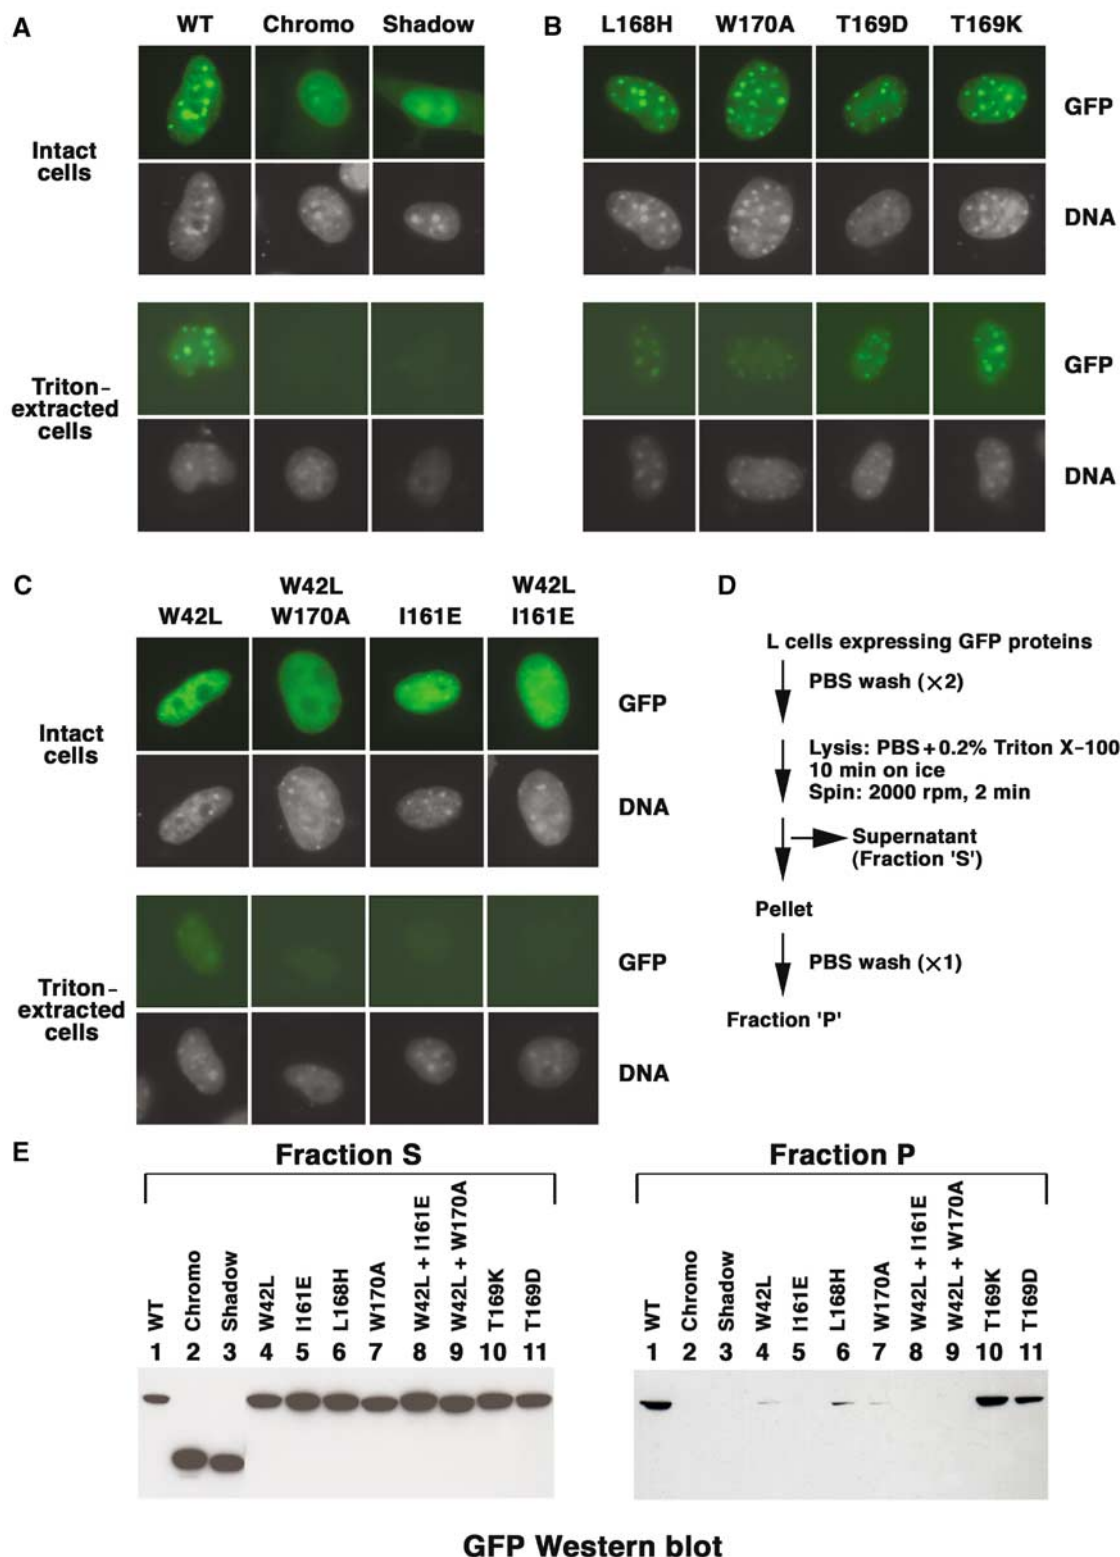 A
WT Chromo Shadow
Intact
cells
Triton-
extracted
cells
B
L168H W170A T169D T169K
GFP
DNA
GFP
DNA
C
W42L
W42L
W170A
I161E
W42L
I161E
Intact
cells
GFP
DNA
Triton-
extracted
cells
GFP
DNA
D
L cells expressing GFP proteins
PBS wash (×2)
Lysis: PBS+0.2% Triton X-100
10 min on ice
Spin: 2000 rpm, 2 min
Supernatant
(Fraction 'S')
Pellet
PBS wash (×1)
Fraction 'P'
E
Fraction S
WT Chromo Shadow W42L I161E L168H W170A W42L + I161E W42L + W170A T169K T169D
1 2 3 4 5 6 7 8 9 10 11
Fraction P
WT Chromo Shadow W42L I161E L168H W170A W42L + I161E W42L + W170A T169K T169D
1 2 3 4 5 6 7 8 9 10 11
GFP Western blot